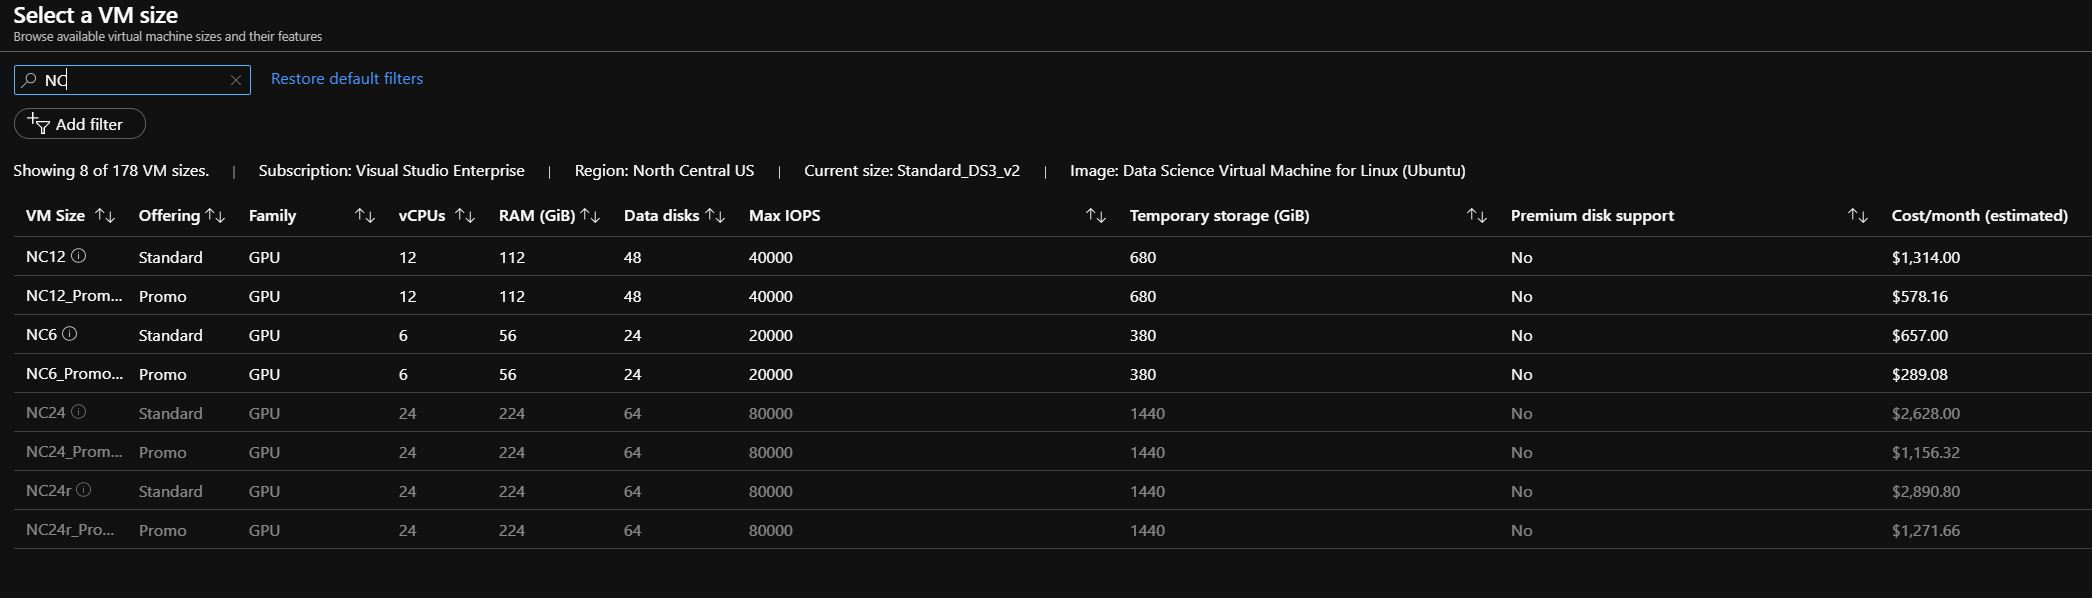 Select a VM size
Browse available virtual machine sizes and their features
NC Restore default filters
Add filter
Showing 8 of 178 VM sizes. | Subscription: Visual Studio Enterprise | Region: North Central US | Current size: Standard_DS3_v2 | Image: Data Science Virtual Machine for Linux (Ubuntu)
VM Size Offering Family vCPUs RAM (GiB) Data disks Max IOPS Temporary storage (GiB) Premium disk support Cost/month (estimated)
NC12 Standard GPU 12 112 48 40000 680 No $1,314.00
NC12_Prom... Promo GPU 12 112 48 40000 680 No $578.16
NC6 Standard GPU 6 56 24 20000 380 No $657.00
NC6_Promo... Promo GPU 6 56 24 20000 380 No $289.08
NC24 Standard GPU 24 224 64 80000 1440 No $2,628.00
NC24_Prom... Promo GPU 24 224 64 80000 1440 No $1,156.32
NC24r Standard GPU 24 224 64 80000 1440 No $2,890.80
NC24r_Pro... Promo GPU 24 224 64 80000 1440 No $1,271.66